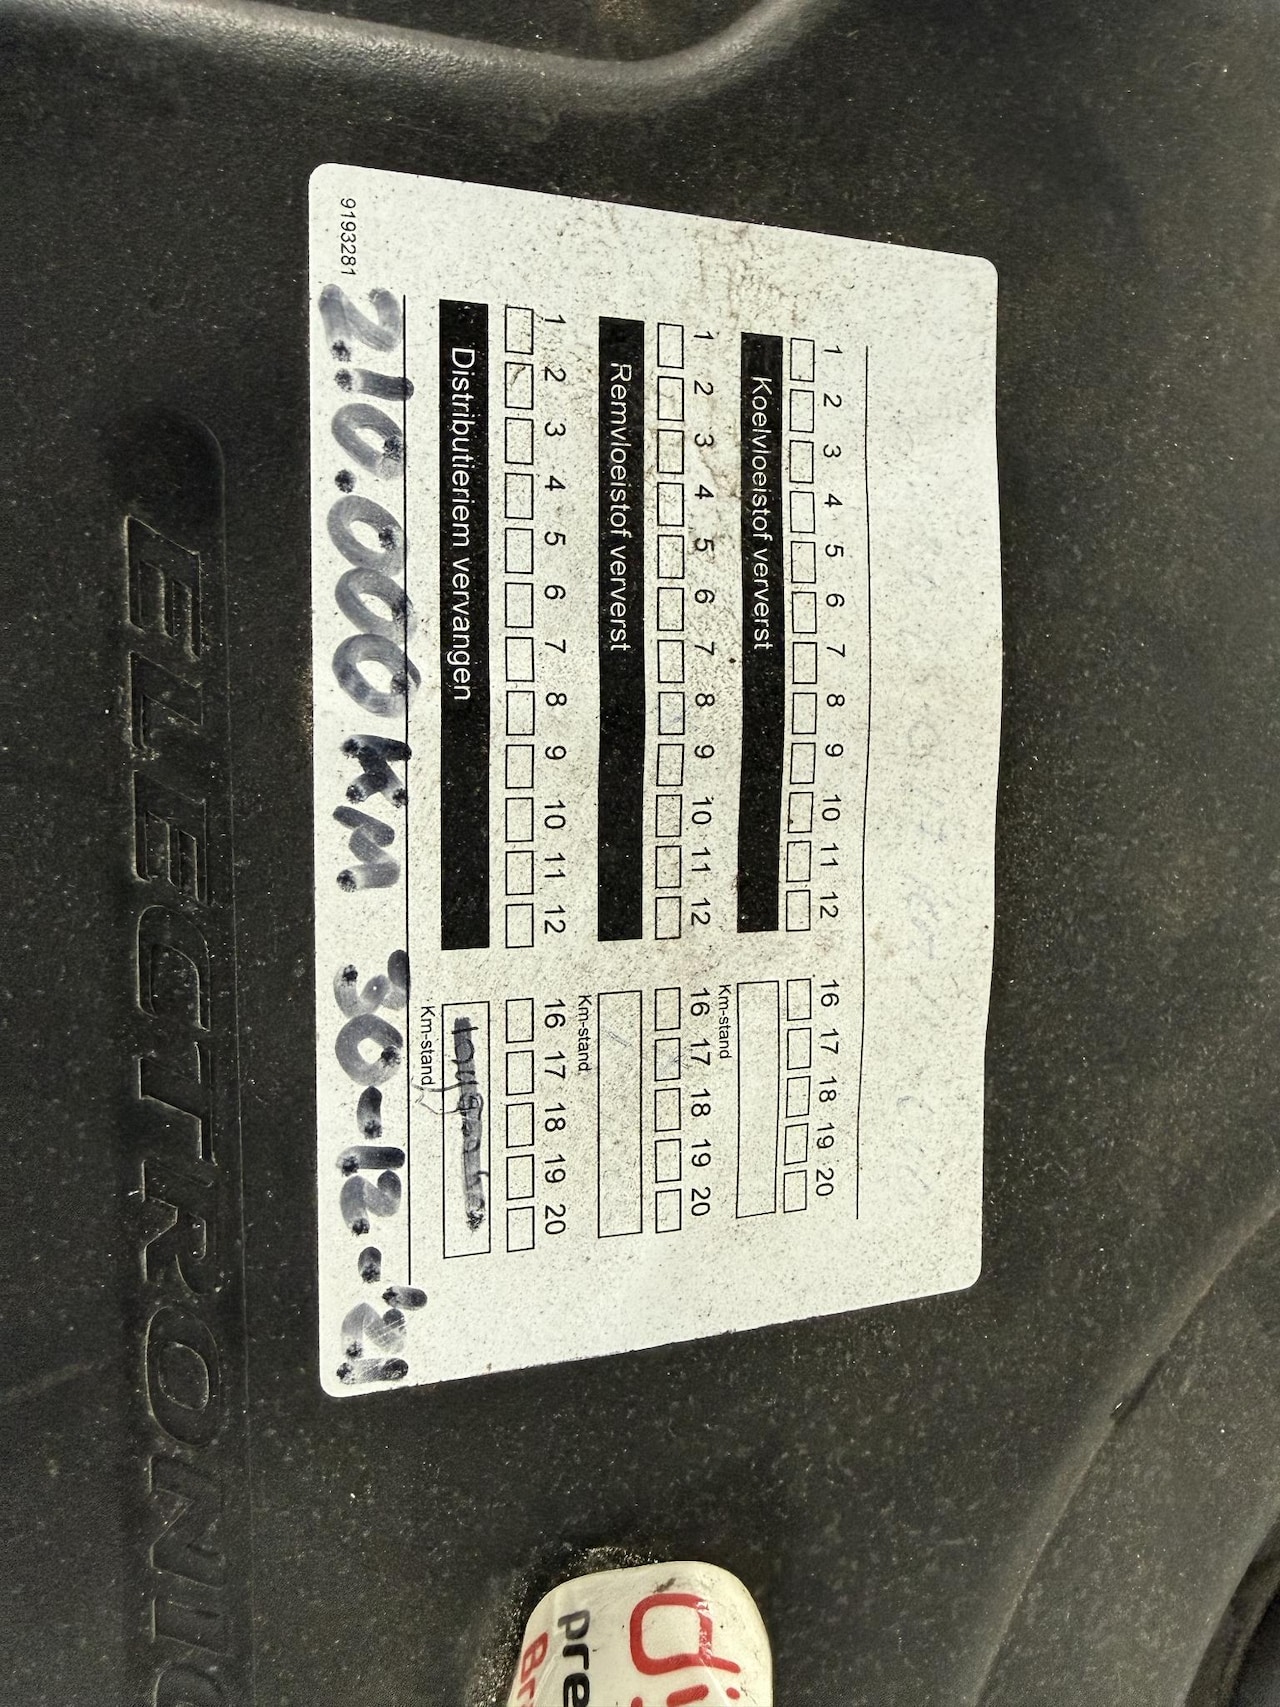 1 2 3 4 5 6 7 8 9 10 11 12 16 17 18 19 20
Koelvloeistof ververst
Km-stand
1 2 3 4 5 6 7 8 9 10 11 12 16 17 18 19 20
Remvloeistof ververst
Km-stand
1 2 3 4 5 6 7 8 9 10 11 12 16 17 18 19 20
Distributieriem vervangen
Km-stand
210.000 km 30-12-'21
9193281
ELECTRONIC
di
pre